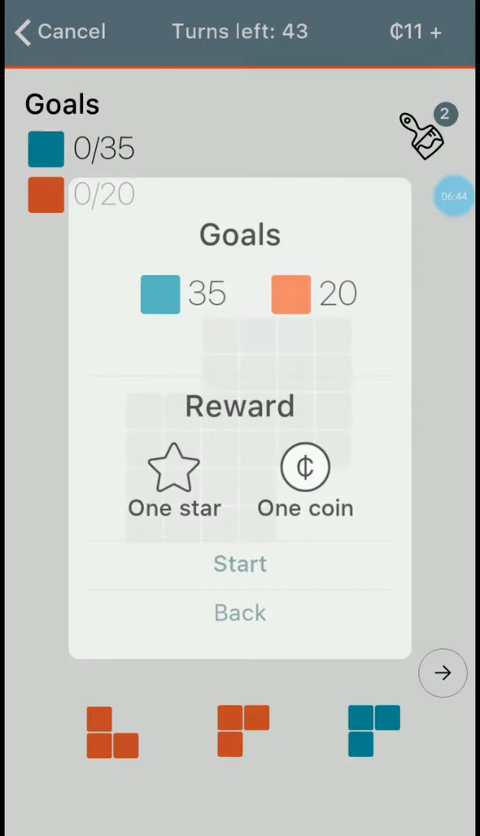 Cancel Turns left: 43 ₵11 +
Goals
2
0/35
0/20
06:44
Goals
35 20
Reward
₵
One star One coin
Start
Back